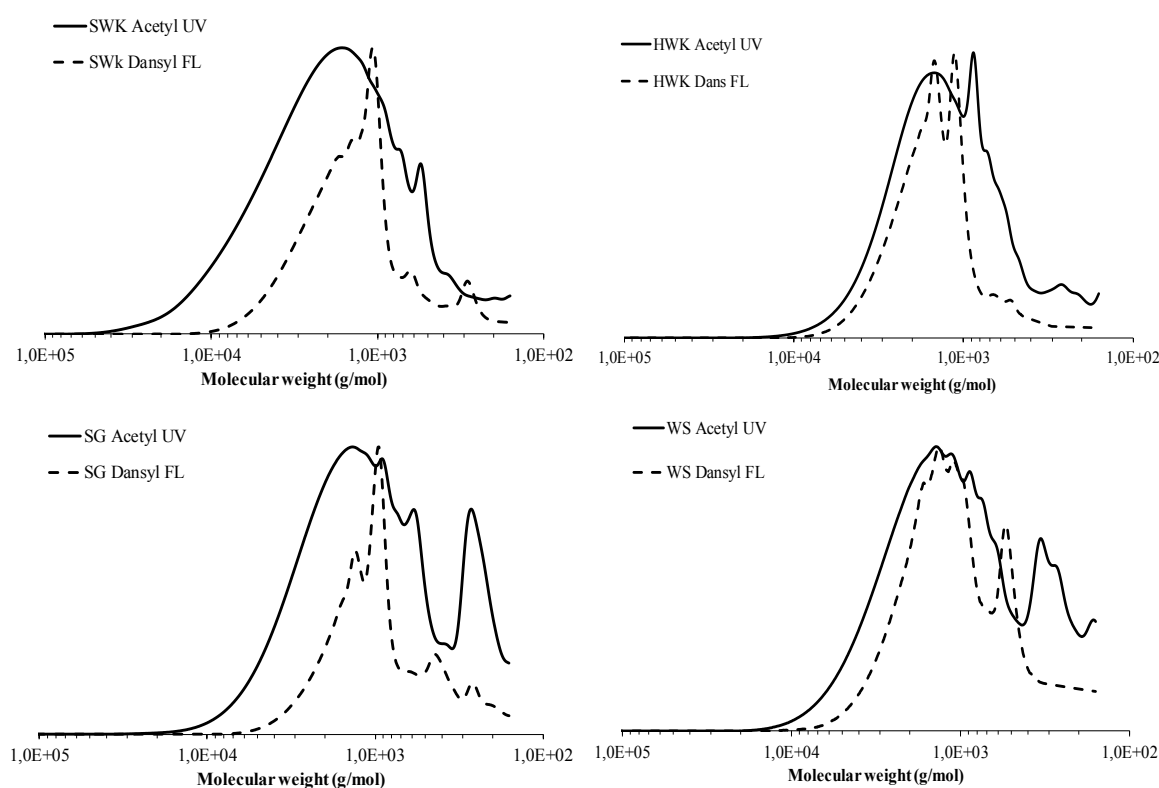 SWK Acetyl UV
SWk Dansyl FL
1,0E+05 1,0E+04 1,0E+03 1,0E+02
Molecular weight (g/mol)
HWK Acetyl UV
HWK Dans FL
1,0E+05 1,0E+04 1,0E+03 1,0E+02
Molecular weight (g/mol)
SG Acetyl UV
SG Dansyl FL
1,0E+05 1,0E+04 1,0E+03 1,0E+02
Molecular weight (g/mol)
WS Acetyl UV
WS Dansyl FL
1,0E+05 1,0E+04 1,0E+03 1,0E+02
Molecular weight (g/mol)